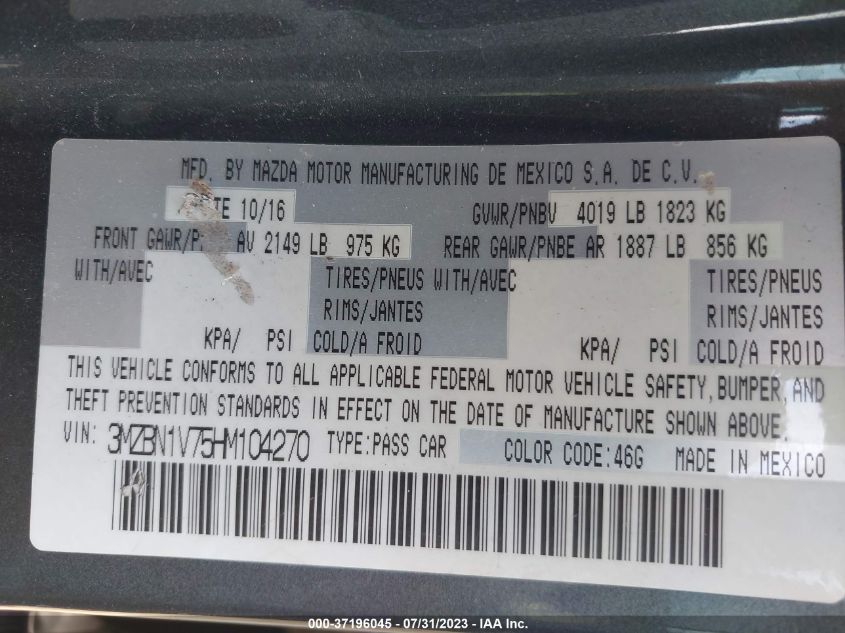 MFD. BY MAZDA MOTOR MANUFACTURING DE MEXICO S.A. DE C.V.
TE 10/16 GVWR/PNBV 4019 LB 1823 KG
FRONT GAWR/P AV 2149 LB 975 KG REAR GAWR/PNBE AR 1887 LB 856 KG
WITH/AVEC TIRES/PNEUS WITH/AVEC TIRES/PNEUS
RIMS/JANTES RIMS/JANTES
KPA/ PSI COLD/A FROID KPA/ PSI COLD/A FROID
THIS VEHICLE CONFORMS TO ALL APPLICABLE FEDERAL MOTOR VEHICLE SAFETY, BUMPER, AND
THEFT PREVENTION STANDARDS IN EFFECT ON THE DATE OF MANUFACTURE SHOWN ABOVE.
VIN: 3MZBN1V75HM104270 TYPE:PASS CAR COLOR CODE:46G MADE IN MEXICO
000-37196045 - 07/31/2023 - IAA Inc.